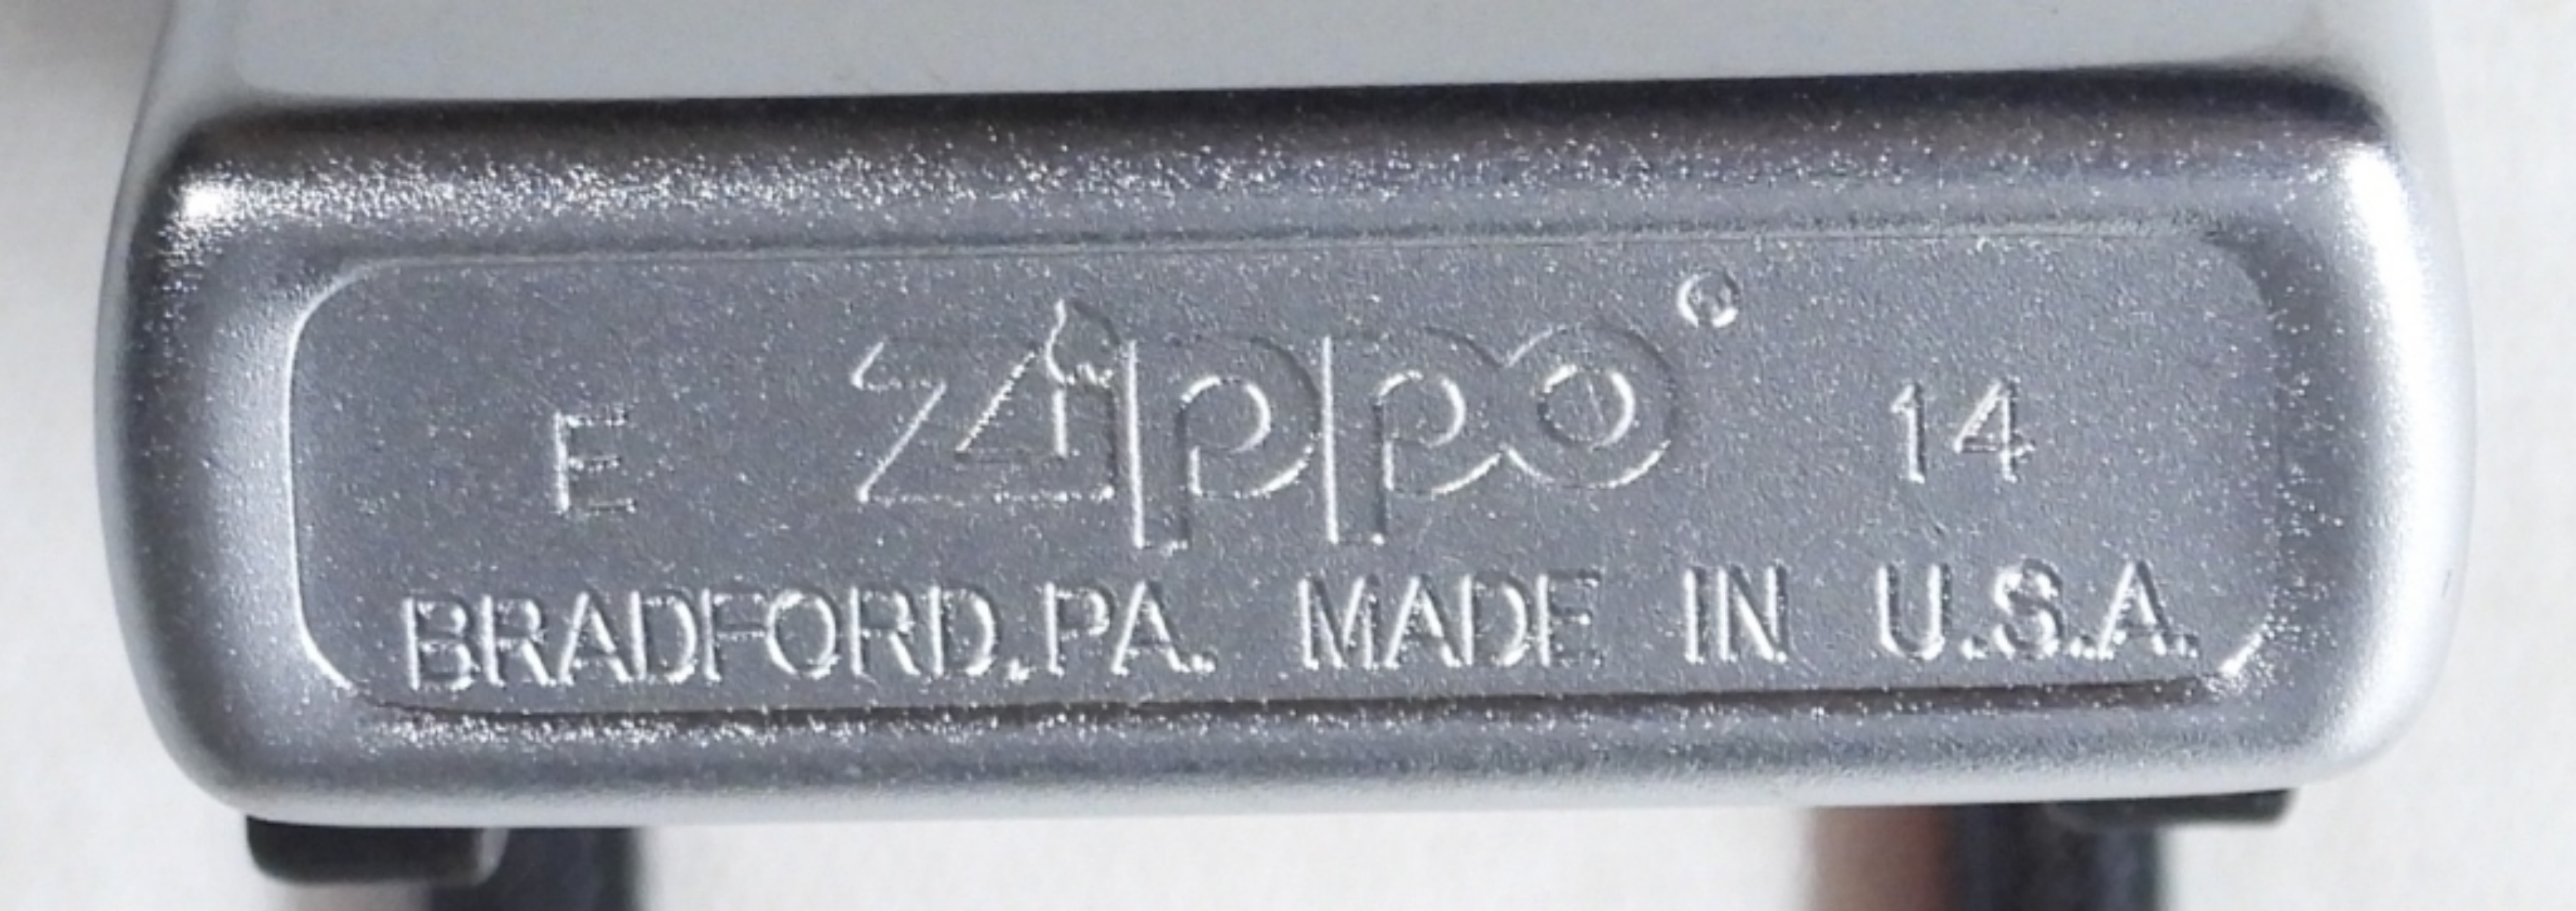 E Zippo ® 14
BRADFORD, PA. MADE IN U.S.A.